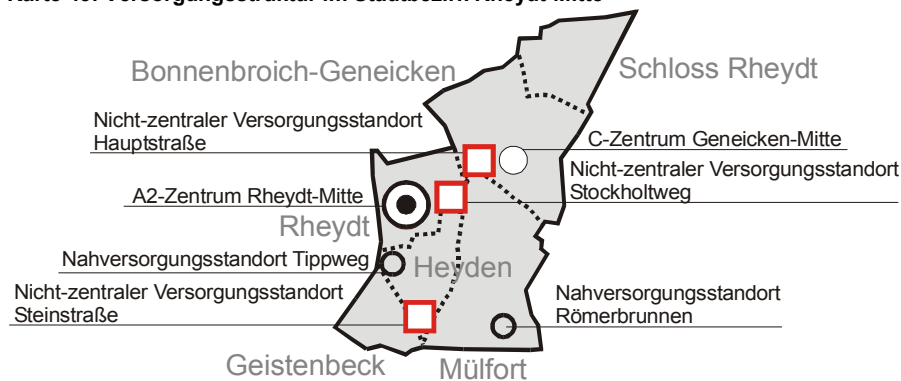 Bonnenbroich-Geneicken
Schloss Rheydt
Nicht-zentraler Versorgungsstandort
Hauptstraße
C-Zentrum Geneicken-Mitte
Nicht-zentraler Versorgungsstandort
Stockholtweg
A2-Zentrum Rheydt-Mitte
Rheydt
Nahversorgungsstandort Tippweg
Heyden
Nicht-zentraler Versorgungsstandort
Steinstraße
Nahversorgungsstandort
Römerbrunnen
Geistenbeck
Mülfort